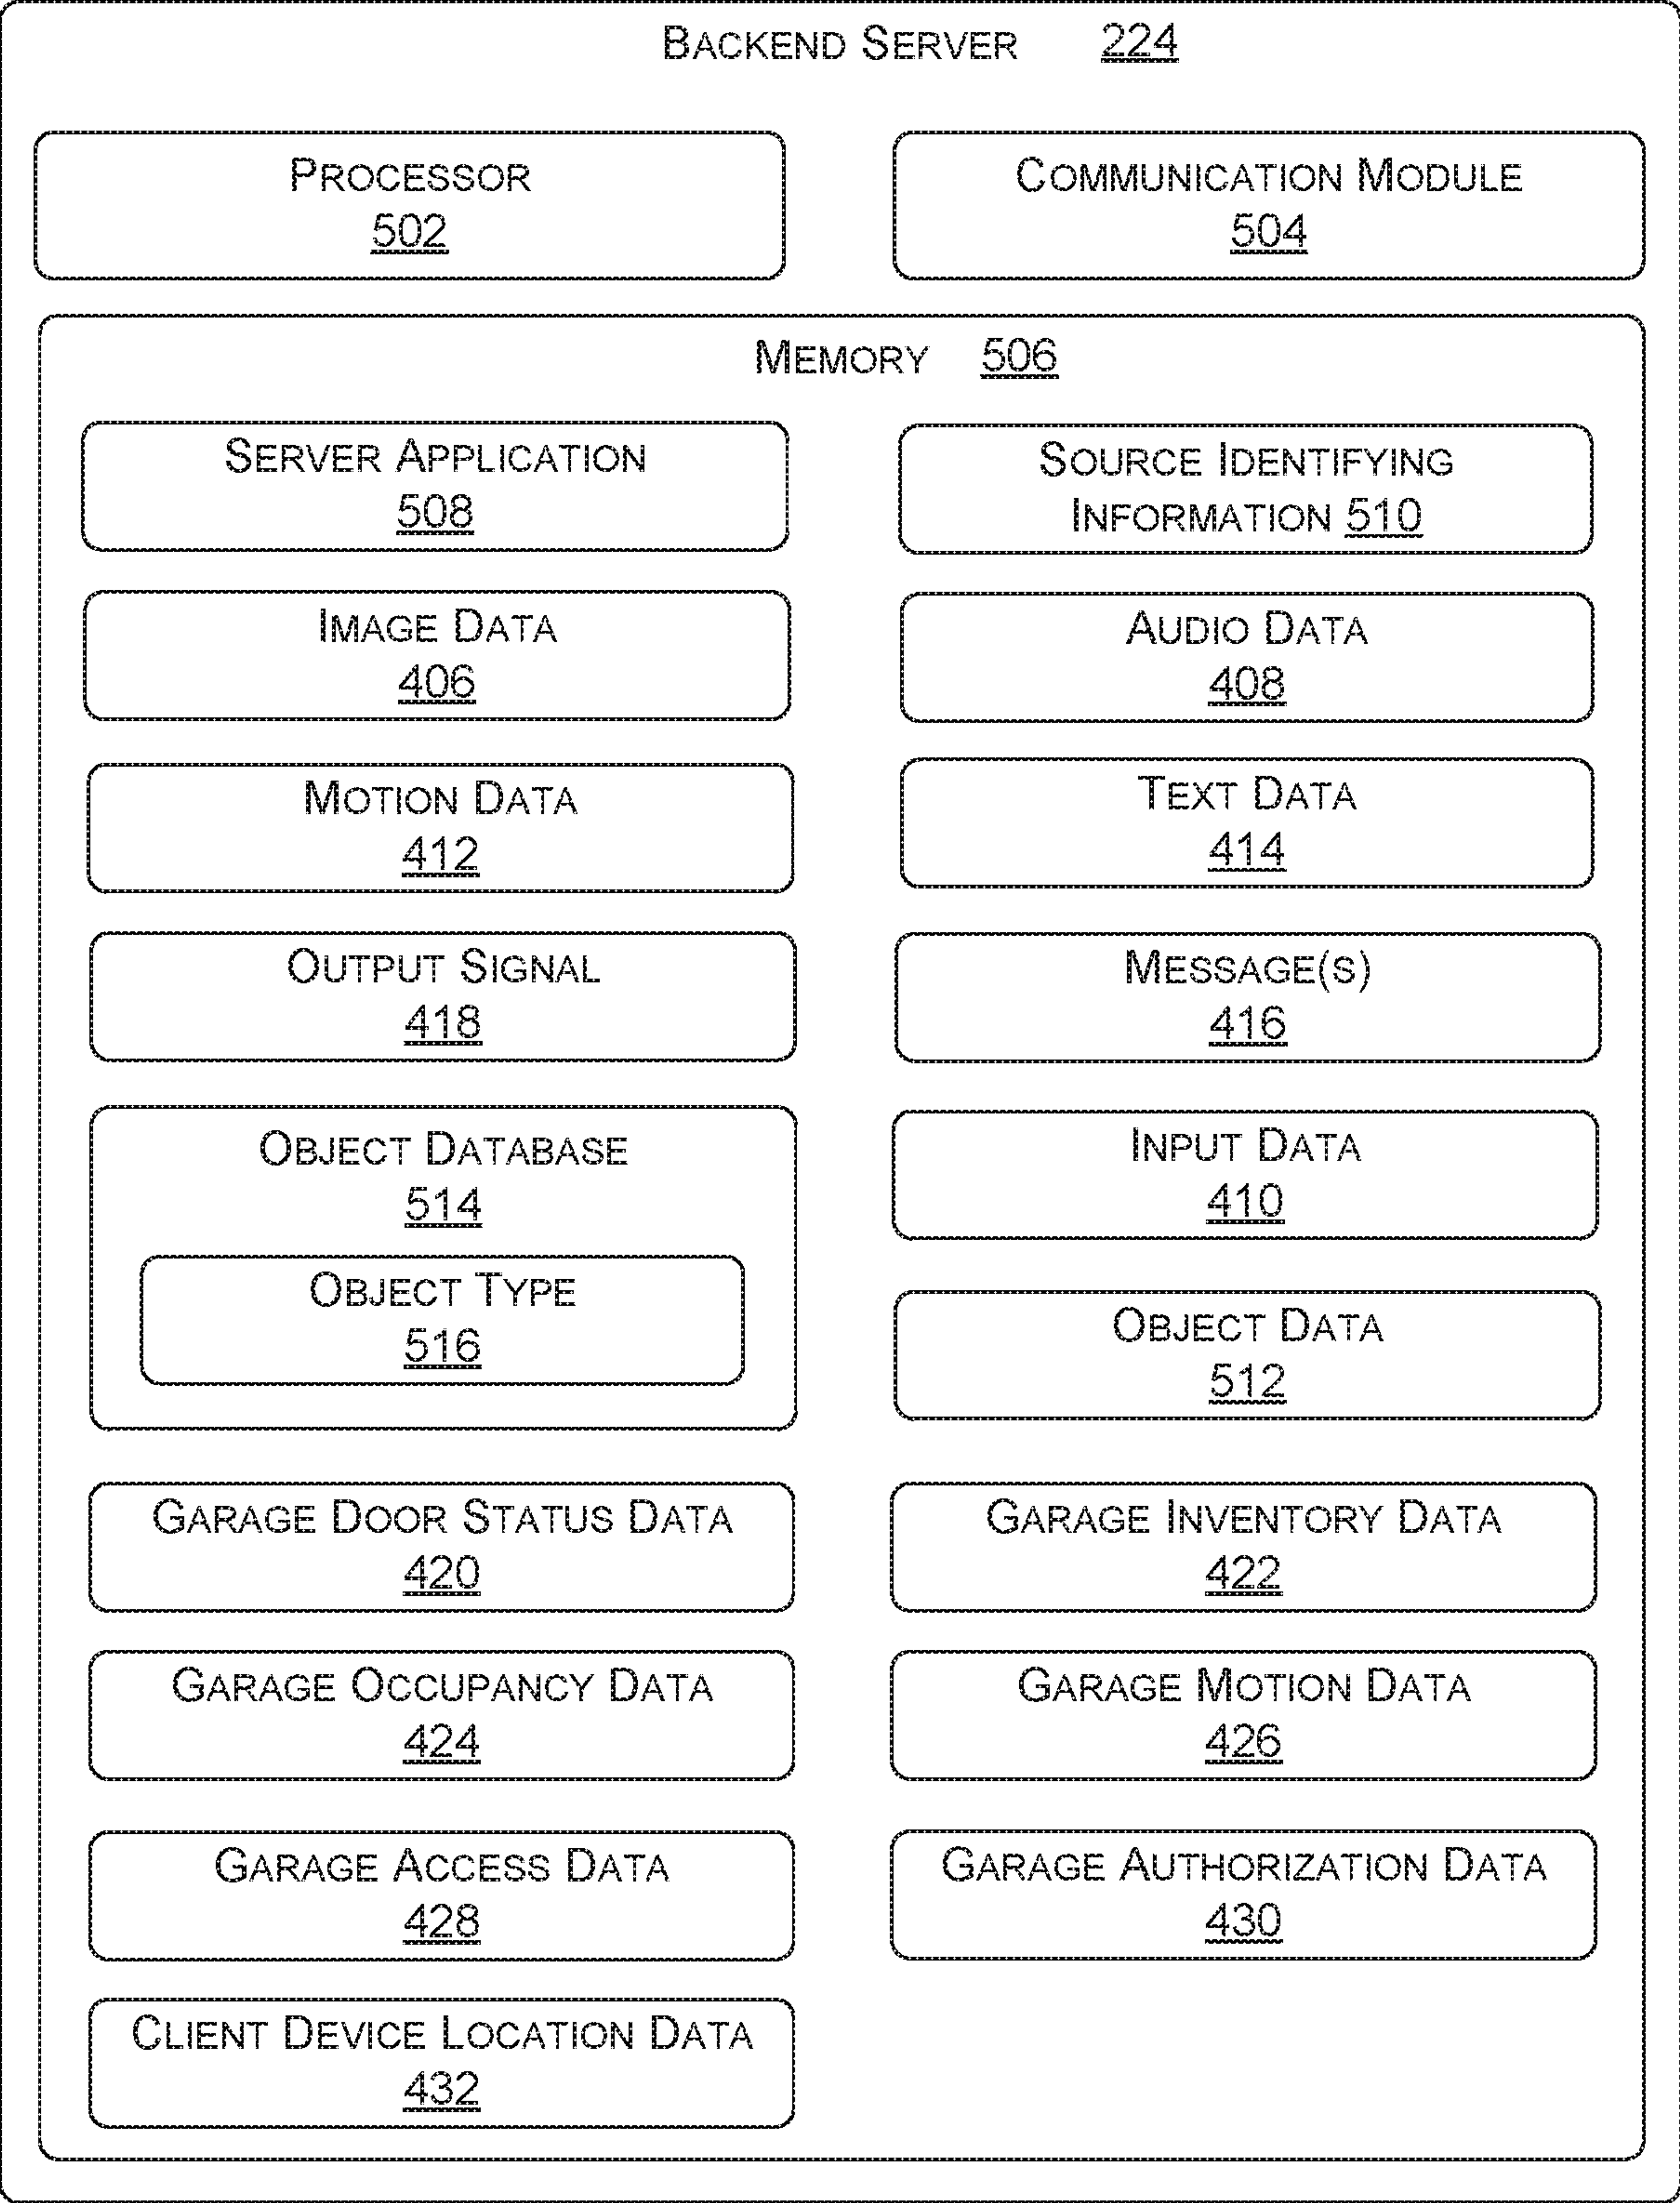 BACKEND SERVER 224
PROCESSOR
502
COMMUNICATION MODULE
504
MEMORY 506
SERVER APPLICATION
508
SOURCE IDENTIFYING
INFORMATION 510
IMAGE DATA
406
AUDIO DATA
408
MOTION DATA
412
TEXT DATA
414
OUTPUT SIGNAL
418
MESSAGE(S)
416
OBJECT DATABASE
514
OBJECT TYPE
516
INPUT DATA
410
OBJECT DATA
512
GARAGE DOOR STATUS DATA
420
GARAGE INVENTORY DATA
422
GARAGE OCCUPANCY DATA
424
GARAGE MOTION DATA
426
GARAGE ACCESS DATA
428
GARAGE AUTHORIZATION DATA
430
CLIENT DEVICE LOCATION DATA
432